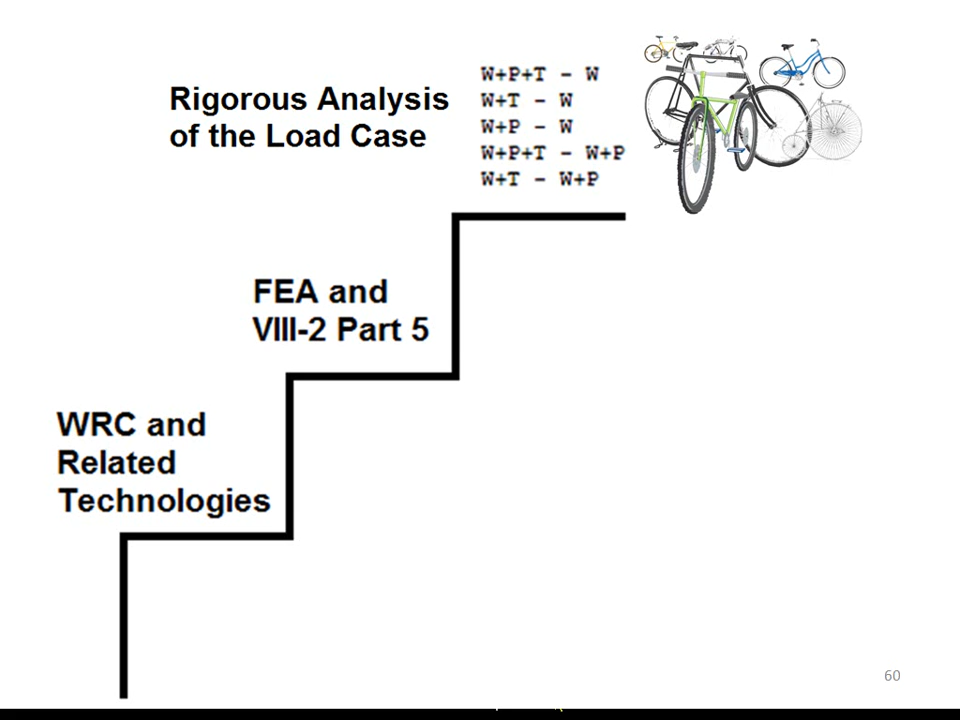 Rigorous Analysis
of the Load Case
W+P+T - W
W+T - W
W+P - W
W+P+T - W+P
W+T - W+P
FEA and
VIII-2 Part 5
WRC and
Related
Technologies
60